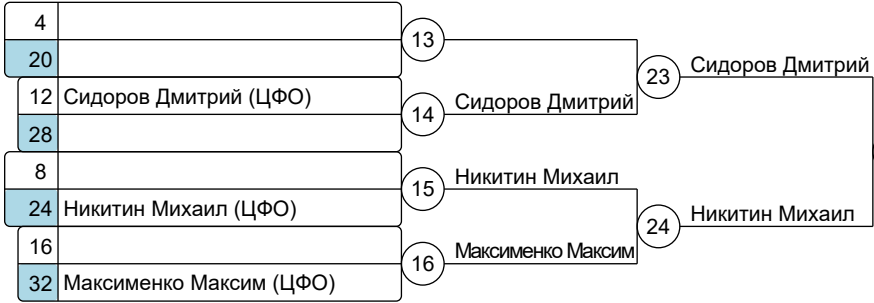 4
13
20
23 Сидоров Дмитрий
12 Сидоров Дмитрий (ЦФО)
14 Сидоров Дмитрий
28
8
15 Никитин Михаил
24 Никитин Михаил (ЦФО)
24 Никитин Михаил
16
16 Максименко Максим
32 Максименко Максим (ЦФО)